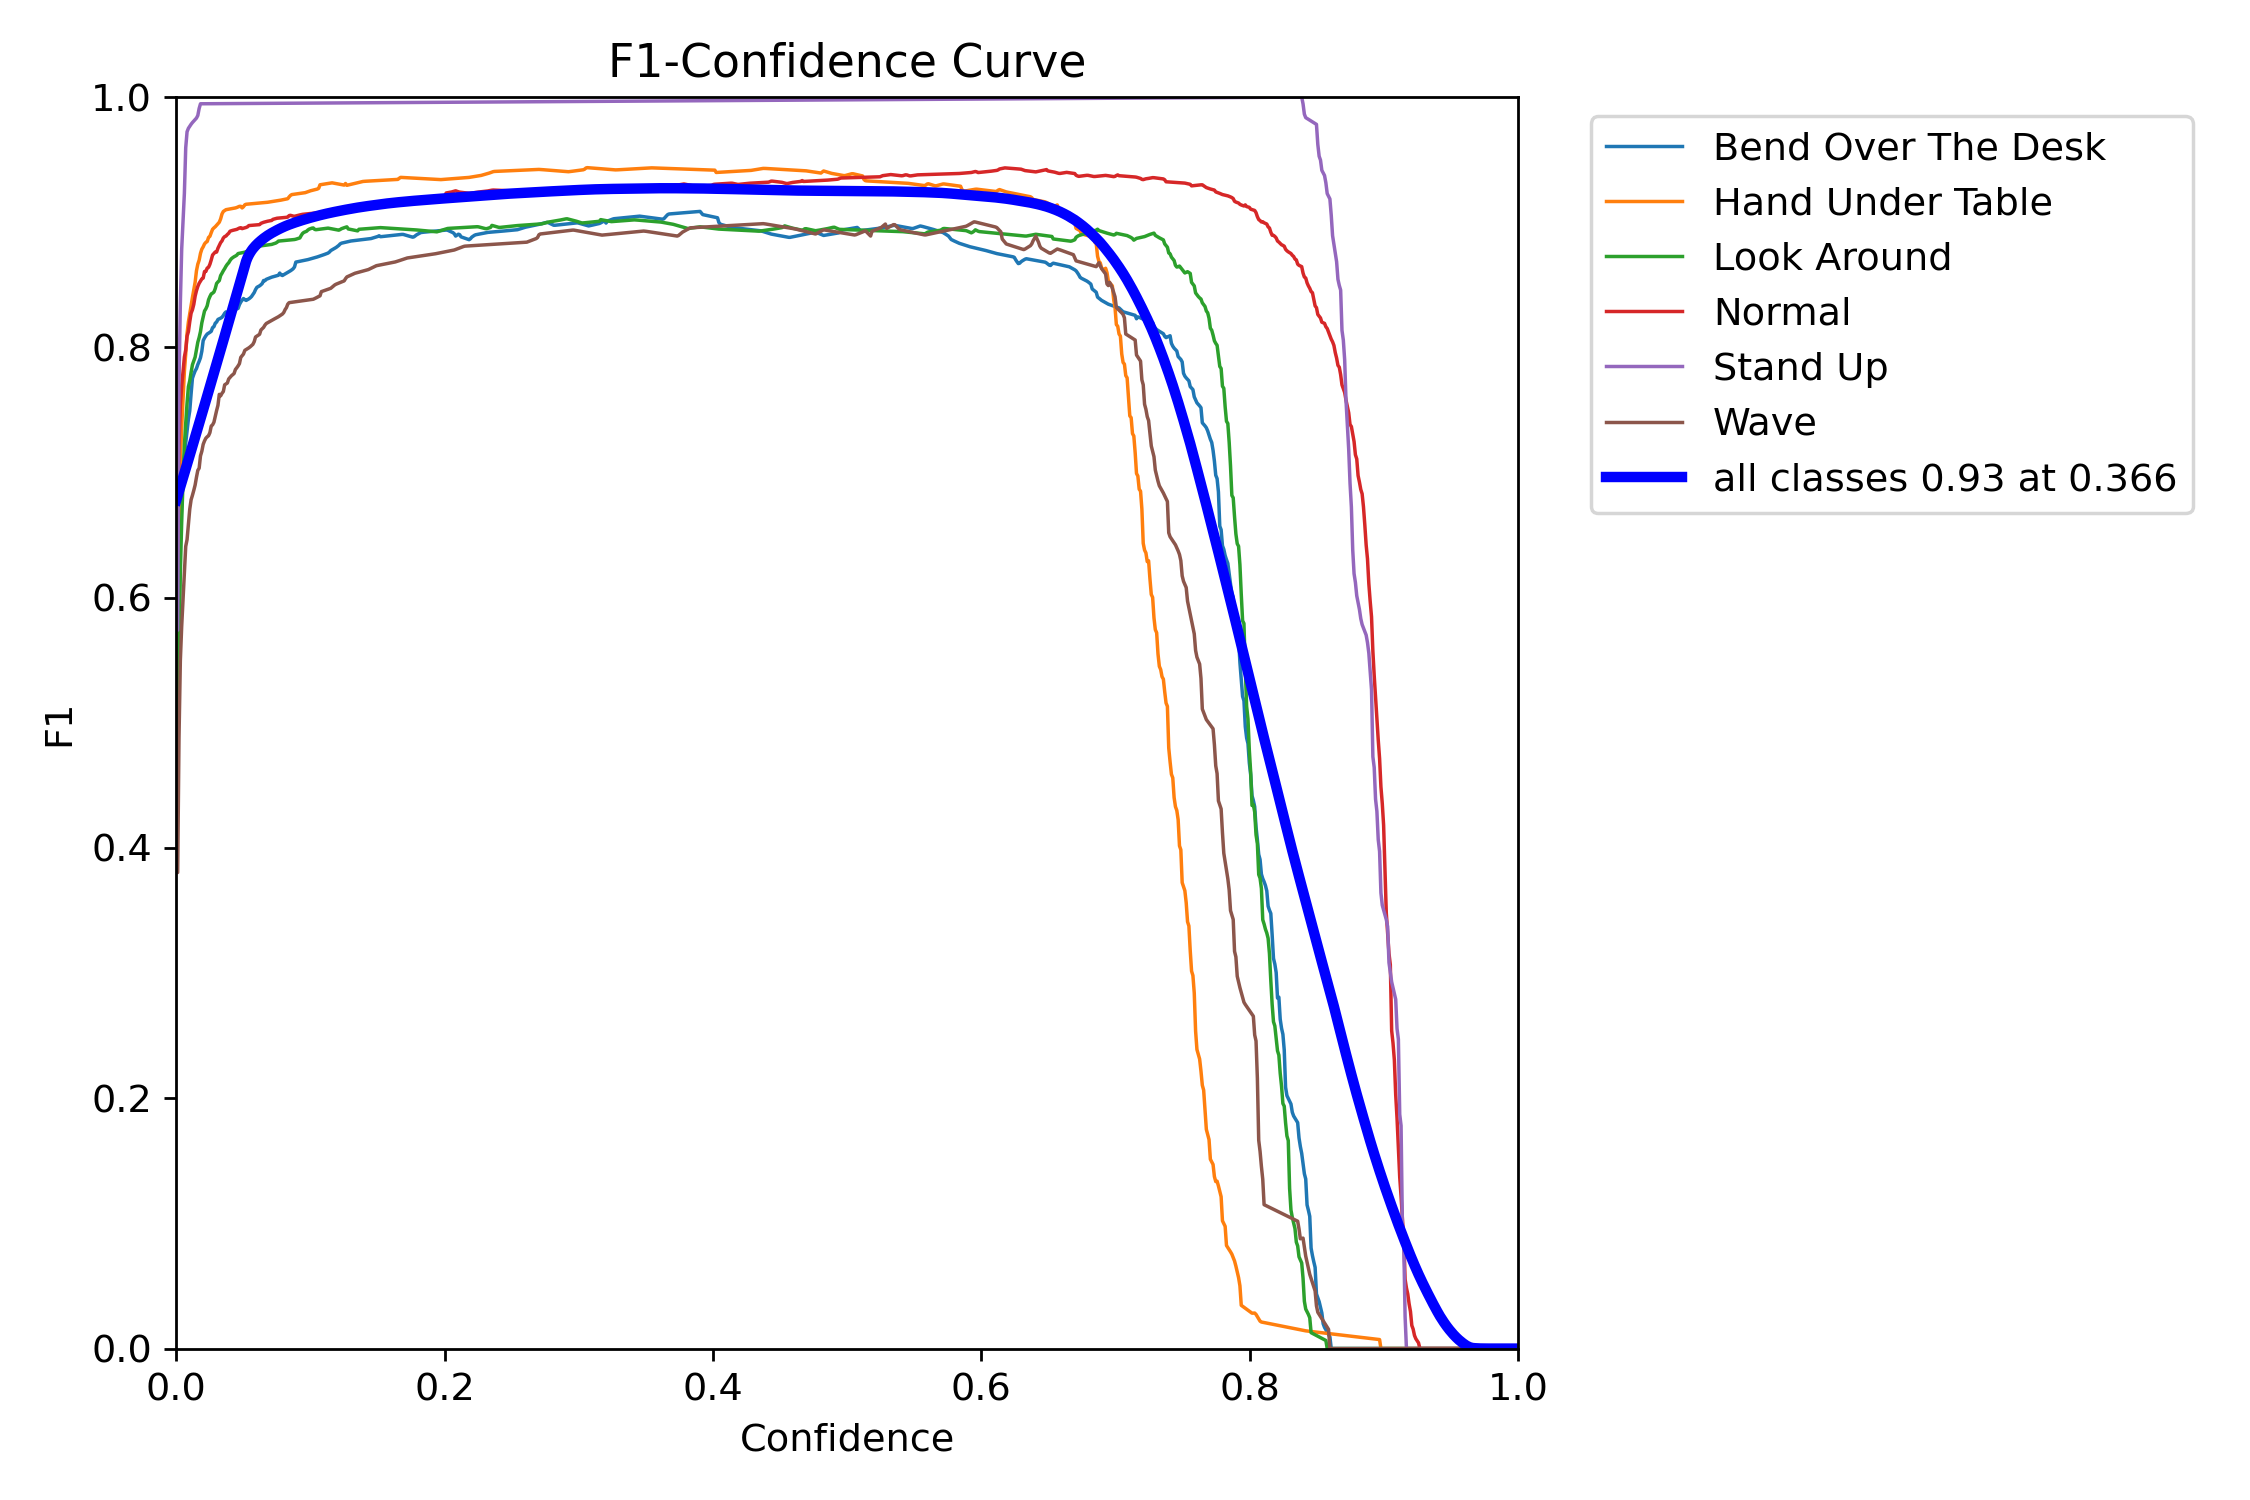 F1-Confidence Curve
1.0
0.8
0.6
0.4
0.2
0.0
F1
0.0 0.2 0.4 0.6 0.8 1.0
Confidence
Bend Over The Desk
Hand Under Table
Look Around
Normal
Stand Up
Wave
all classes 0.93 at 0.366